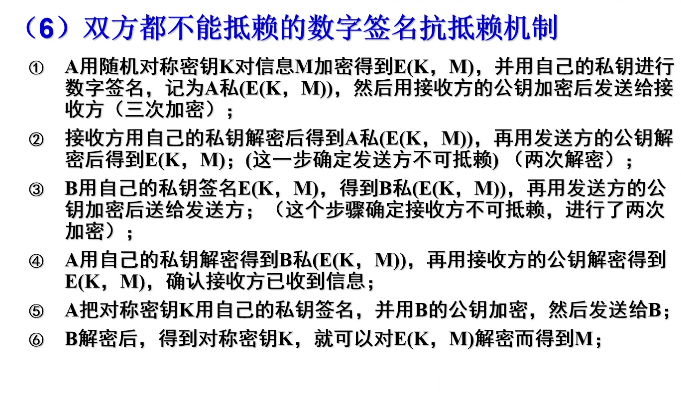 （6）双方都不能抵赖的数字签名抗抵赖机制
① A用随机对称密钥K对信息M加密得到E(K，M)，并用自己的私钥进行
数字签名，记为A私(E(K，M))，然后用接收方的公钥加密后发送给接
收方（三次加密）；
② 接收方用自己的私钥解密后得到A私(E(K，M))，再用发送方的公钥解
密后得到E(K，M)；(这一步确定发送方不可抵赖) （两次解密）；
③ B用自己的私钥签名E(K，M)，得到B私(E(K，M))，再用发送方的公
钥加密后送给发送方；（这个步骤确定接收方不可抵赖，进行了两次
加密）；
④ A用自己的私钥解密得到B私(E(K，M))，再用接收方的公钥解密得到
E(K，M)，确认接收方已收到信息；
⑤ A把对称密钥K用自己的私钥签名，并用B的公钥加密，然后发送给B；
⑥ B解密后，得到对称密钥K，就可以对E(K，M)解密而得到M；